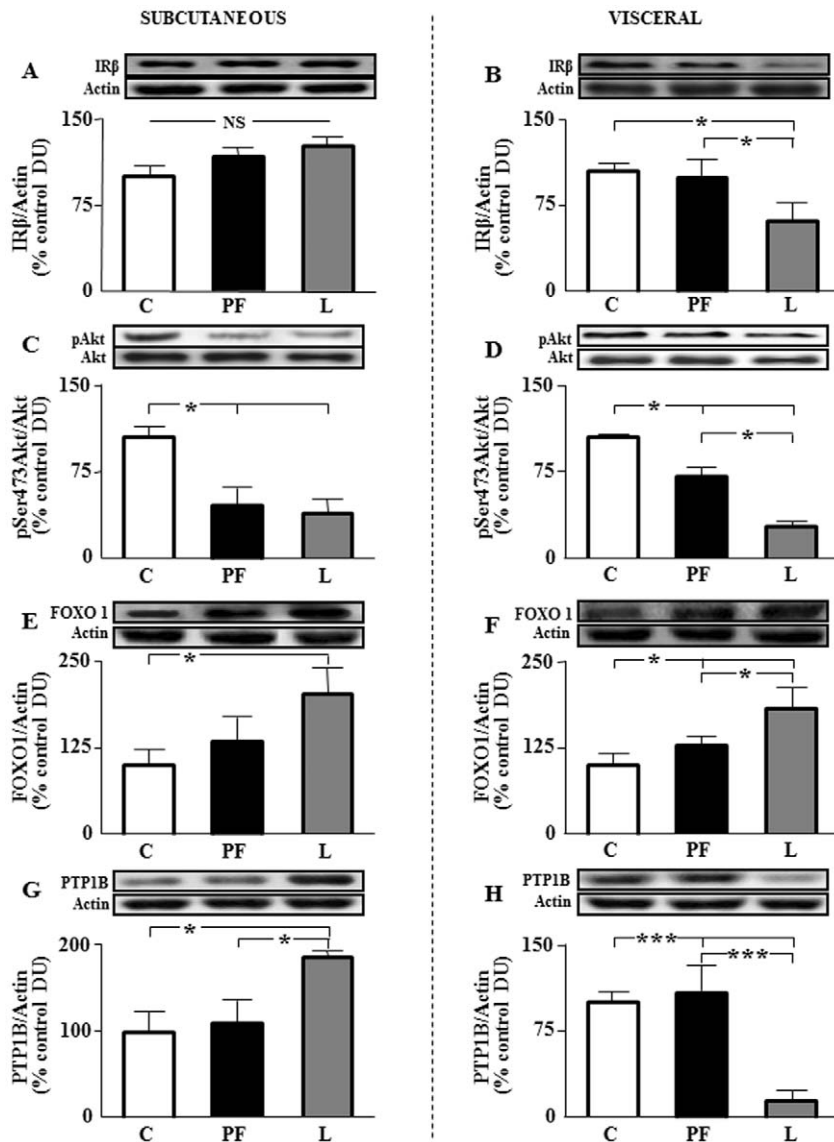 SUBCUTANEOUS
VISCERAL
A
IRβ
Actin
150
75
0
IRβ/Actin
(% control DU)
NS
C PF L
B
IRβ
Actin
150
75
0
IRβ/Actin
(% control DU)
*
*
C PF L
C
pAkt
Akt
150
75
0
pSer473Akt/Akt
(% control DU)
*
C PF L
D
pAkt
Akt
150
75
0
pSer473Akt/Akt
(% control DU)
*
*
C PF L
E
FOXO 1
Actin
250
125
0
FOXO1/Actin
(% control DU)
*
C PF L
F
FOXO 1
Actin
250
125
0
FOXO1/Actin
(% control DU)
*
*
C PF L
G
PTP1B
Actin
200
100
0
PTP1B/Actin
(% control DU)
*
*
C PF L
H
PTP1B
Actin
150
75
0
PTP1B/Actin
(% control DU)
***
***
C PF L